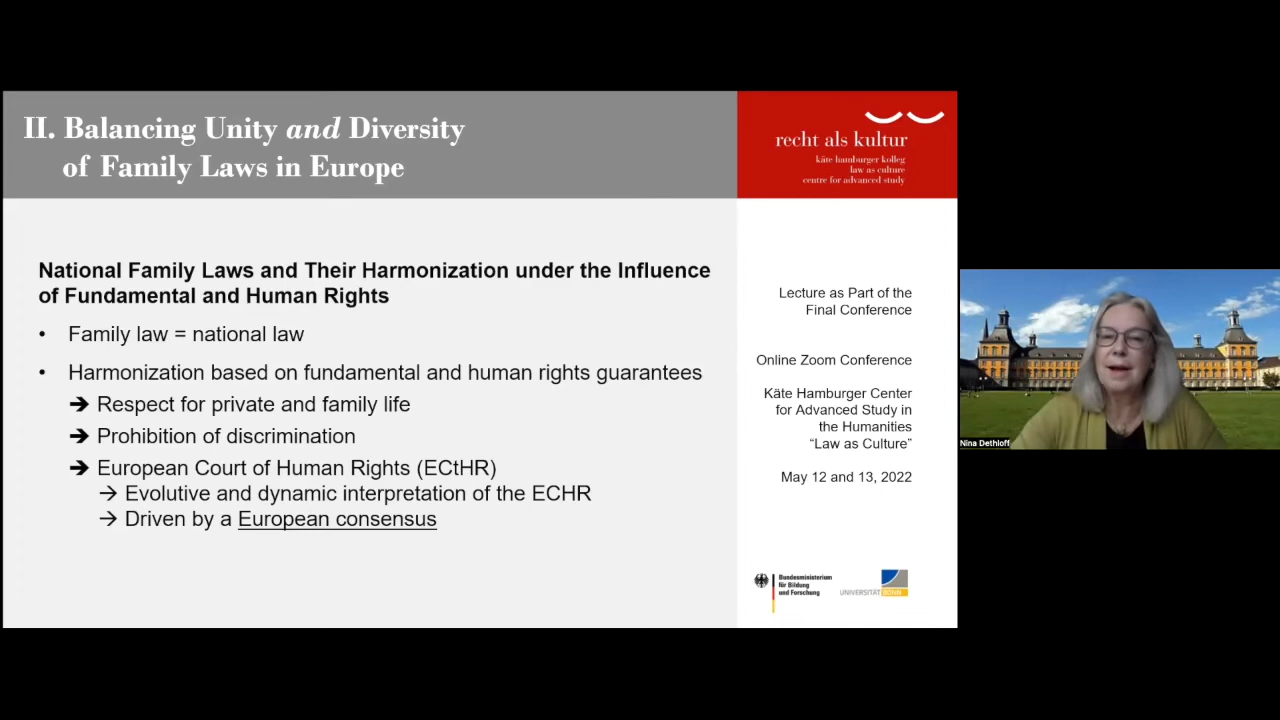 II. Balancing Unity and Diversity
of Family Laws in Europe
recht als kultur
käte hamburger kolleg
law as culture
centre for advanced study
National Family Laws and Their Harmonization under the Influence
of Fundamental and Human Rights
• Family law = national law
• Harmonization based on fundamental and human rights guarantees
➔ Respect for private and family life
➔ Prohibition of discrimination
➔ European Court of Human Rights (ECtHR)
→ Evolutive and dynamic interpretation of the ECHR
→ Driven by a European consensus
Lecture as Part of the
Final Conference
Online Zoom Conference
Käte Hamburger Center
for Advanced Study in
the Humanities
“Law as Culture”
May 12 and 13, 2022
Bundesministerium
für Bildung
und Forschung
UNIVERSITÄT BONN
Nina Dethloff